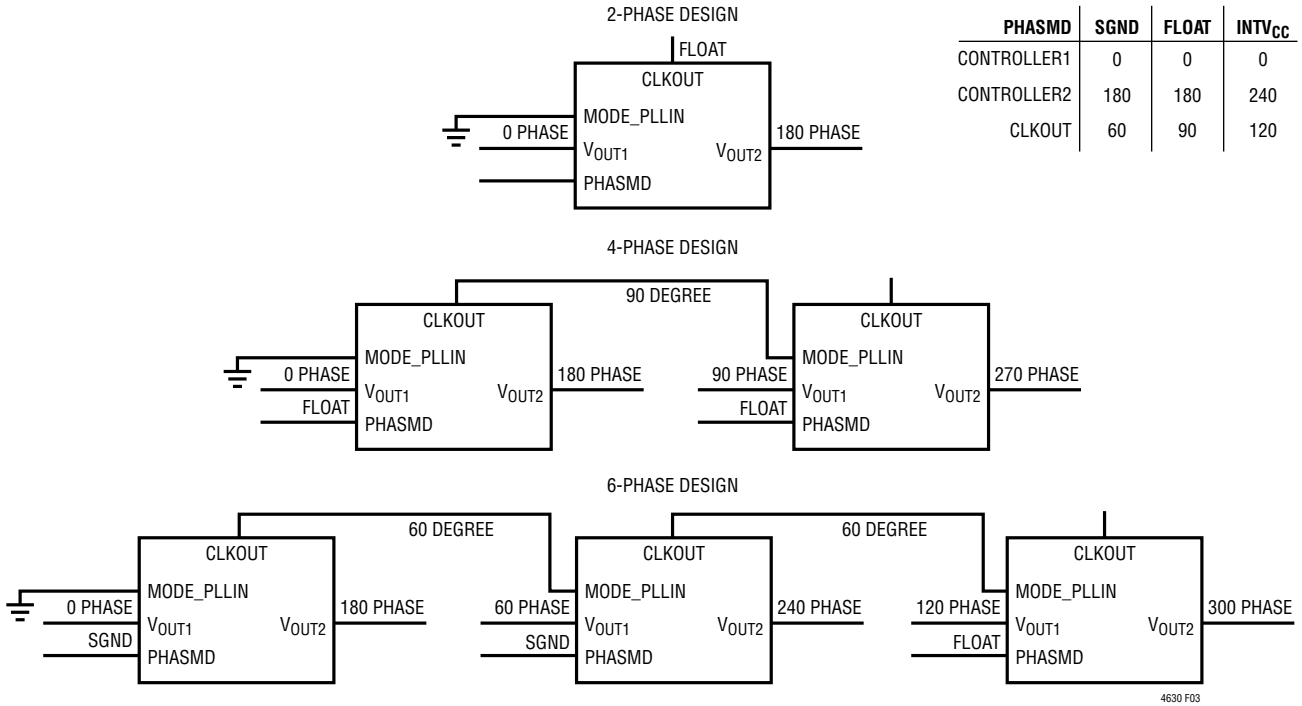 2-PHASE DESIGN
FLOAT
CLKOUT
MODE_PLLIN
0 PHASE
VOUT1
VOUT2
180 PHASE
PHASMD
PHASMD SGND FLOAT INTVCC
CONTROLLER1 0 0 0
CONTROLLER2 180 180 240
CLKOUT 60 90 120
4-PHASE DESIGN
90 DEGREE
CLKOUT
MODE_PLLIN
0 PHASE
VOUT1
VOUT2
180 PHASE
FLOAT
PHASMD
CLKOUT
MODE_PLLIN
90 PHASE
VOUT1
VOUT2
270 PHASE
FLOAT
PHASMD
6-PHASE DESIGN
60 DEGREE
60 DEGREE
CLKOUT
MODE_PLLIN
0 PHASE
VOUT1
VOUT2
180 PHASE
SGND
PHASMD
CLKOUT
MODE_PLLIN
60 PHASE
VOUT1
VOUT2
240 PHASE
SGND
PHASMD
CLKOUT
MODE_PLLIN
120 PHASE
VOUT1
VOUT2
300 PHASE
FLOAT
PHASMD
4630 F03